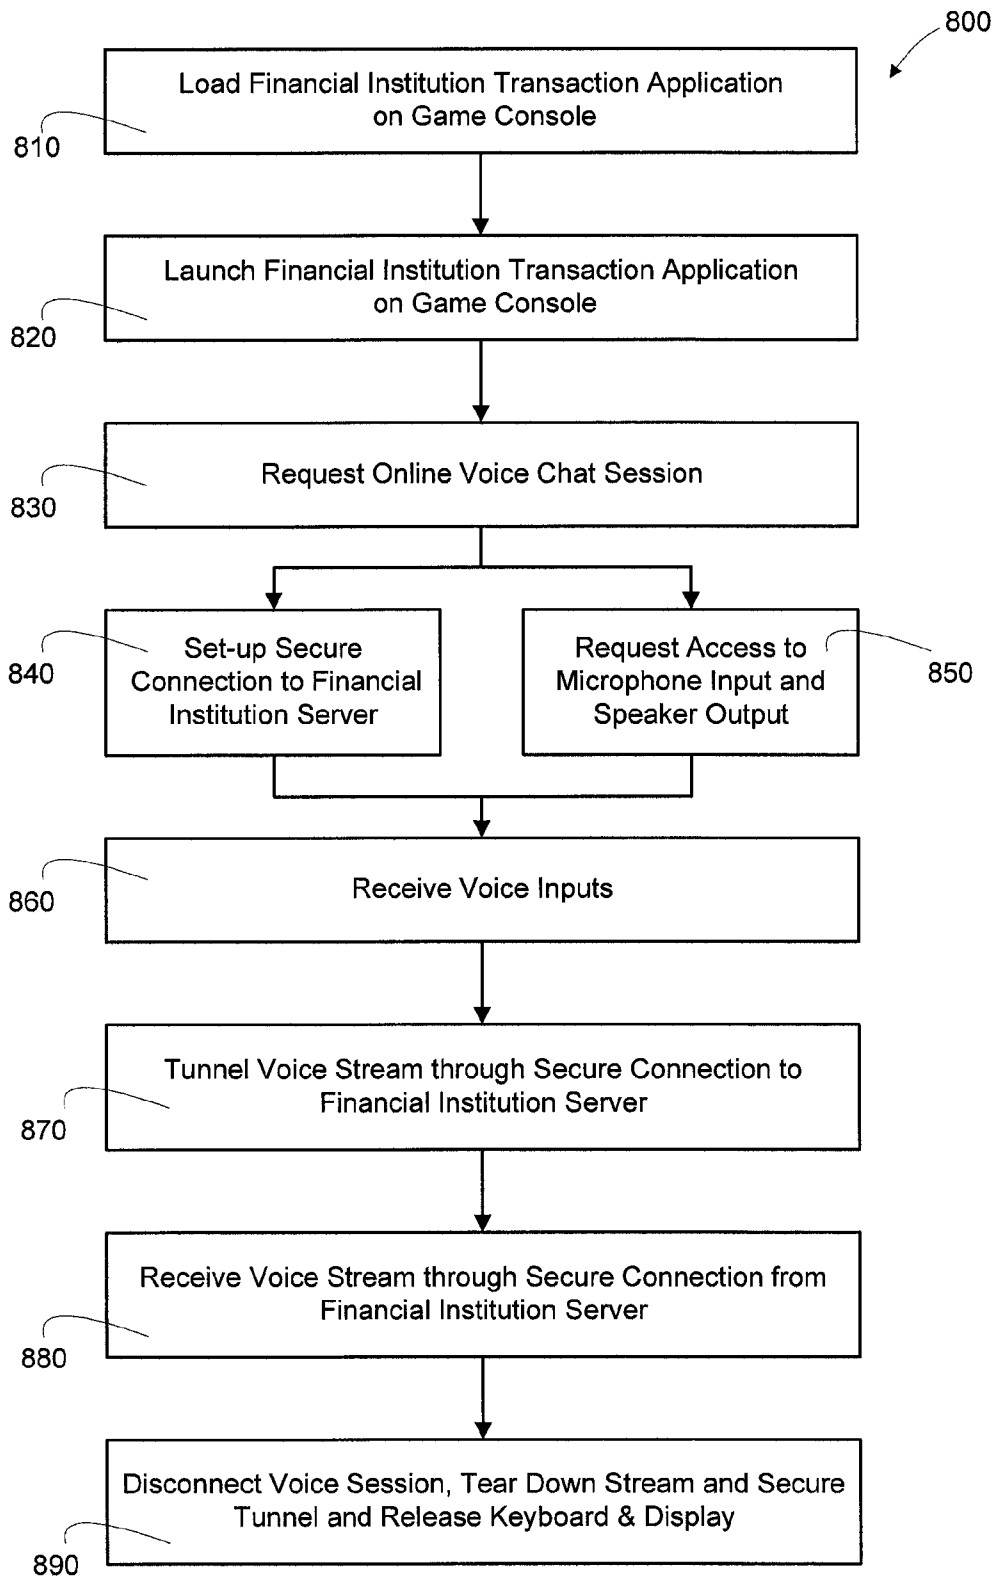 800
Load Financial Institution Transaction Application
on Game Console
810
Launch Financial Institution Transaction Application
on Game Console
820
Request Online Voice Chat Session
830
Set-up Secure
Connection to Financial
Institution Server
840
Request Access to
Microphone Input and
Speaker Output
850
Receive Voice Inputs
860
Tunnel Voice Stream through Secure Connection to
Financial Institution Server
870
Receive Voice Stream through Secure Connection from
Financial Institution Server
880
Disconnect Voice Session, Tear Down Stream and Secure
Tunnel and Release Keyboard & Display
890